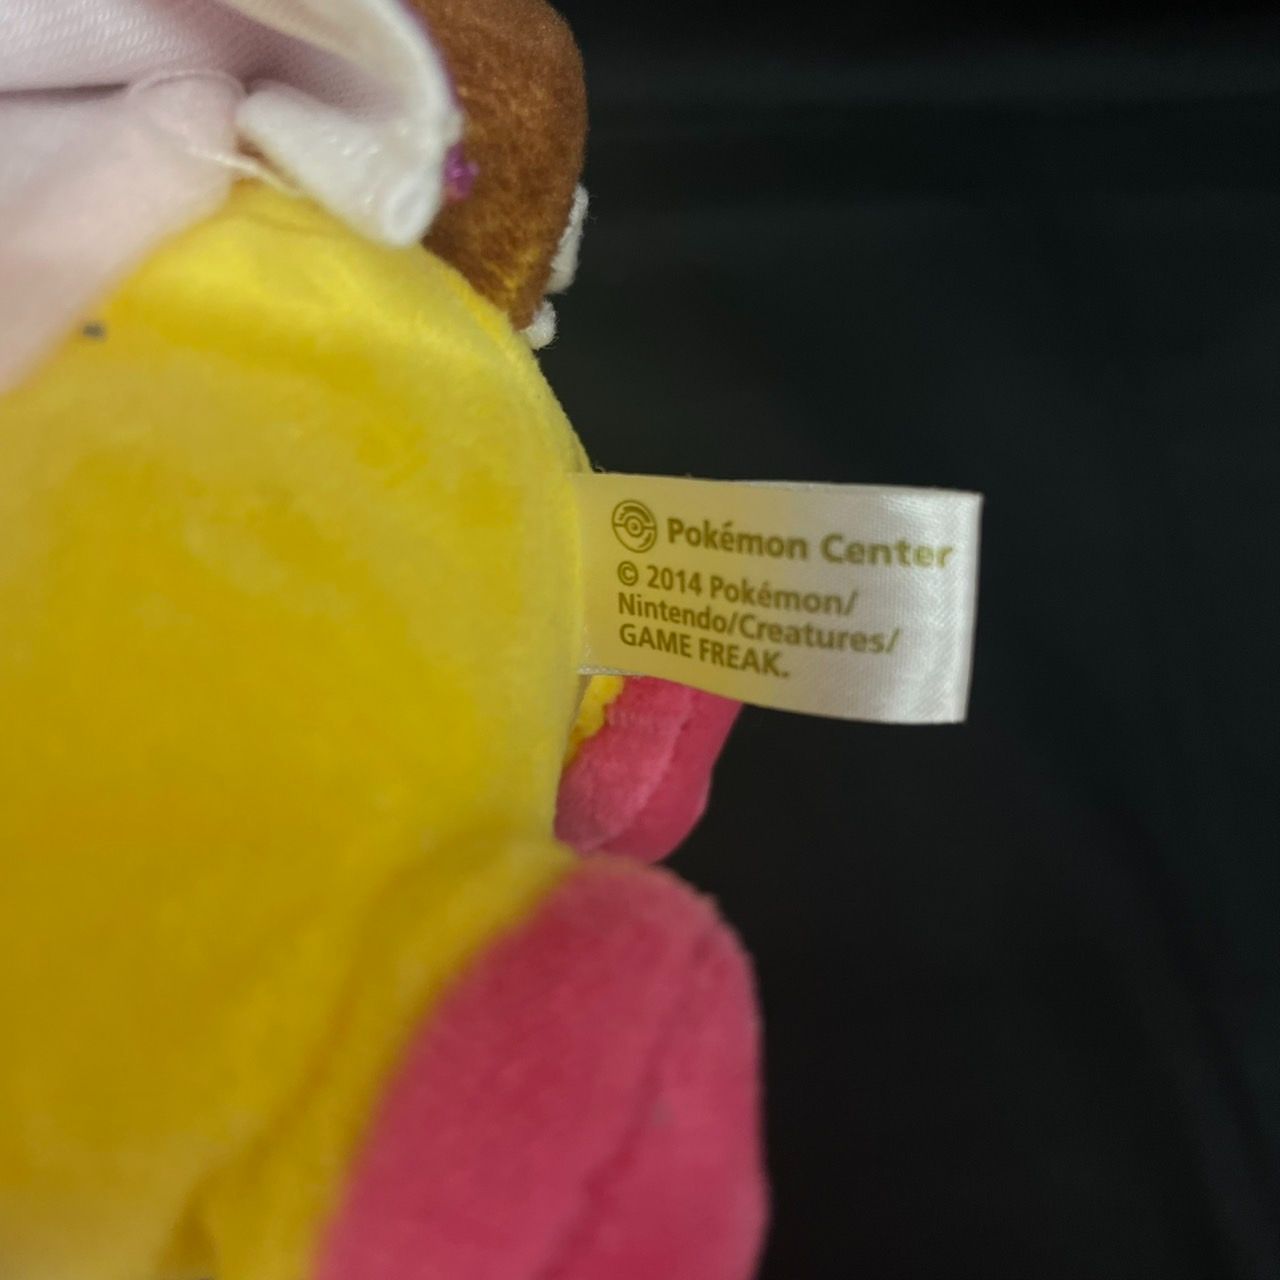 Pokémon Center
© 2014 Pokémon/
Nintendo/Creatures/
GAME FREAK.